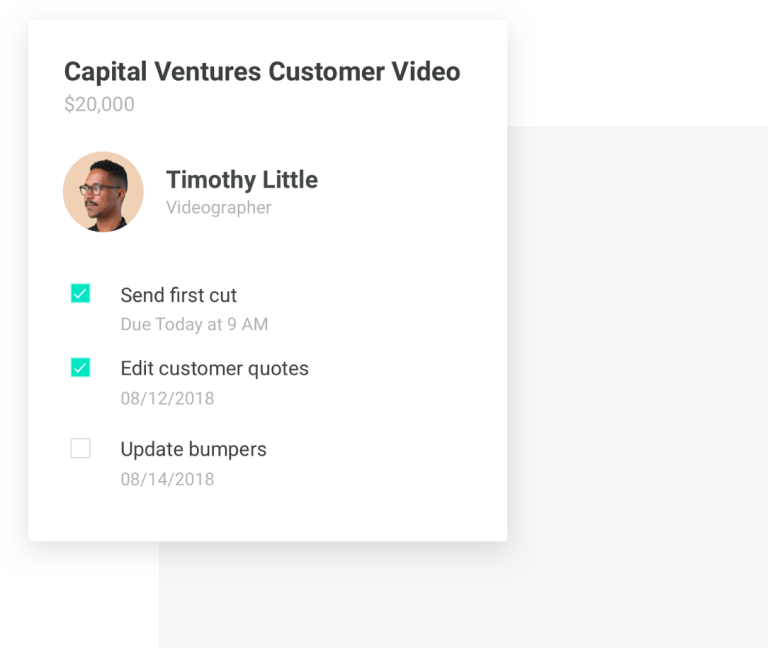 Capital Ventures Customer Video
$20,000
Timothy Little
Videographer
Send first cut
Due Today at 9 AM
Edit customer quotes
08/12/2018
Update bumpers
08/14/2018